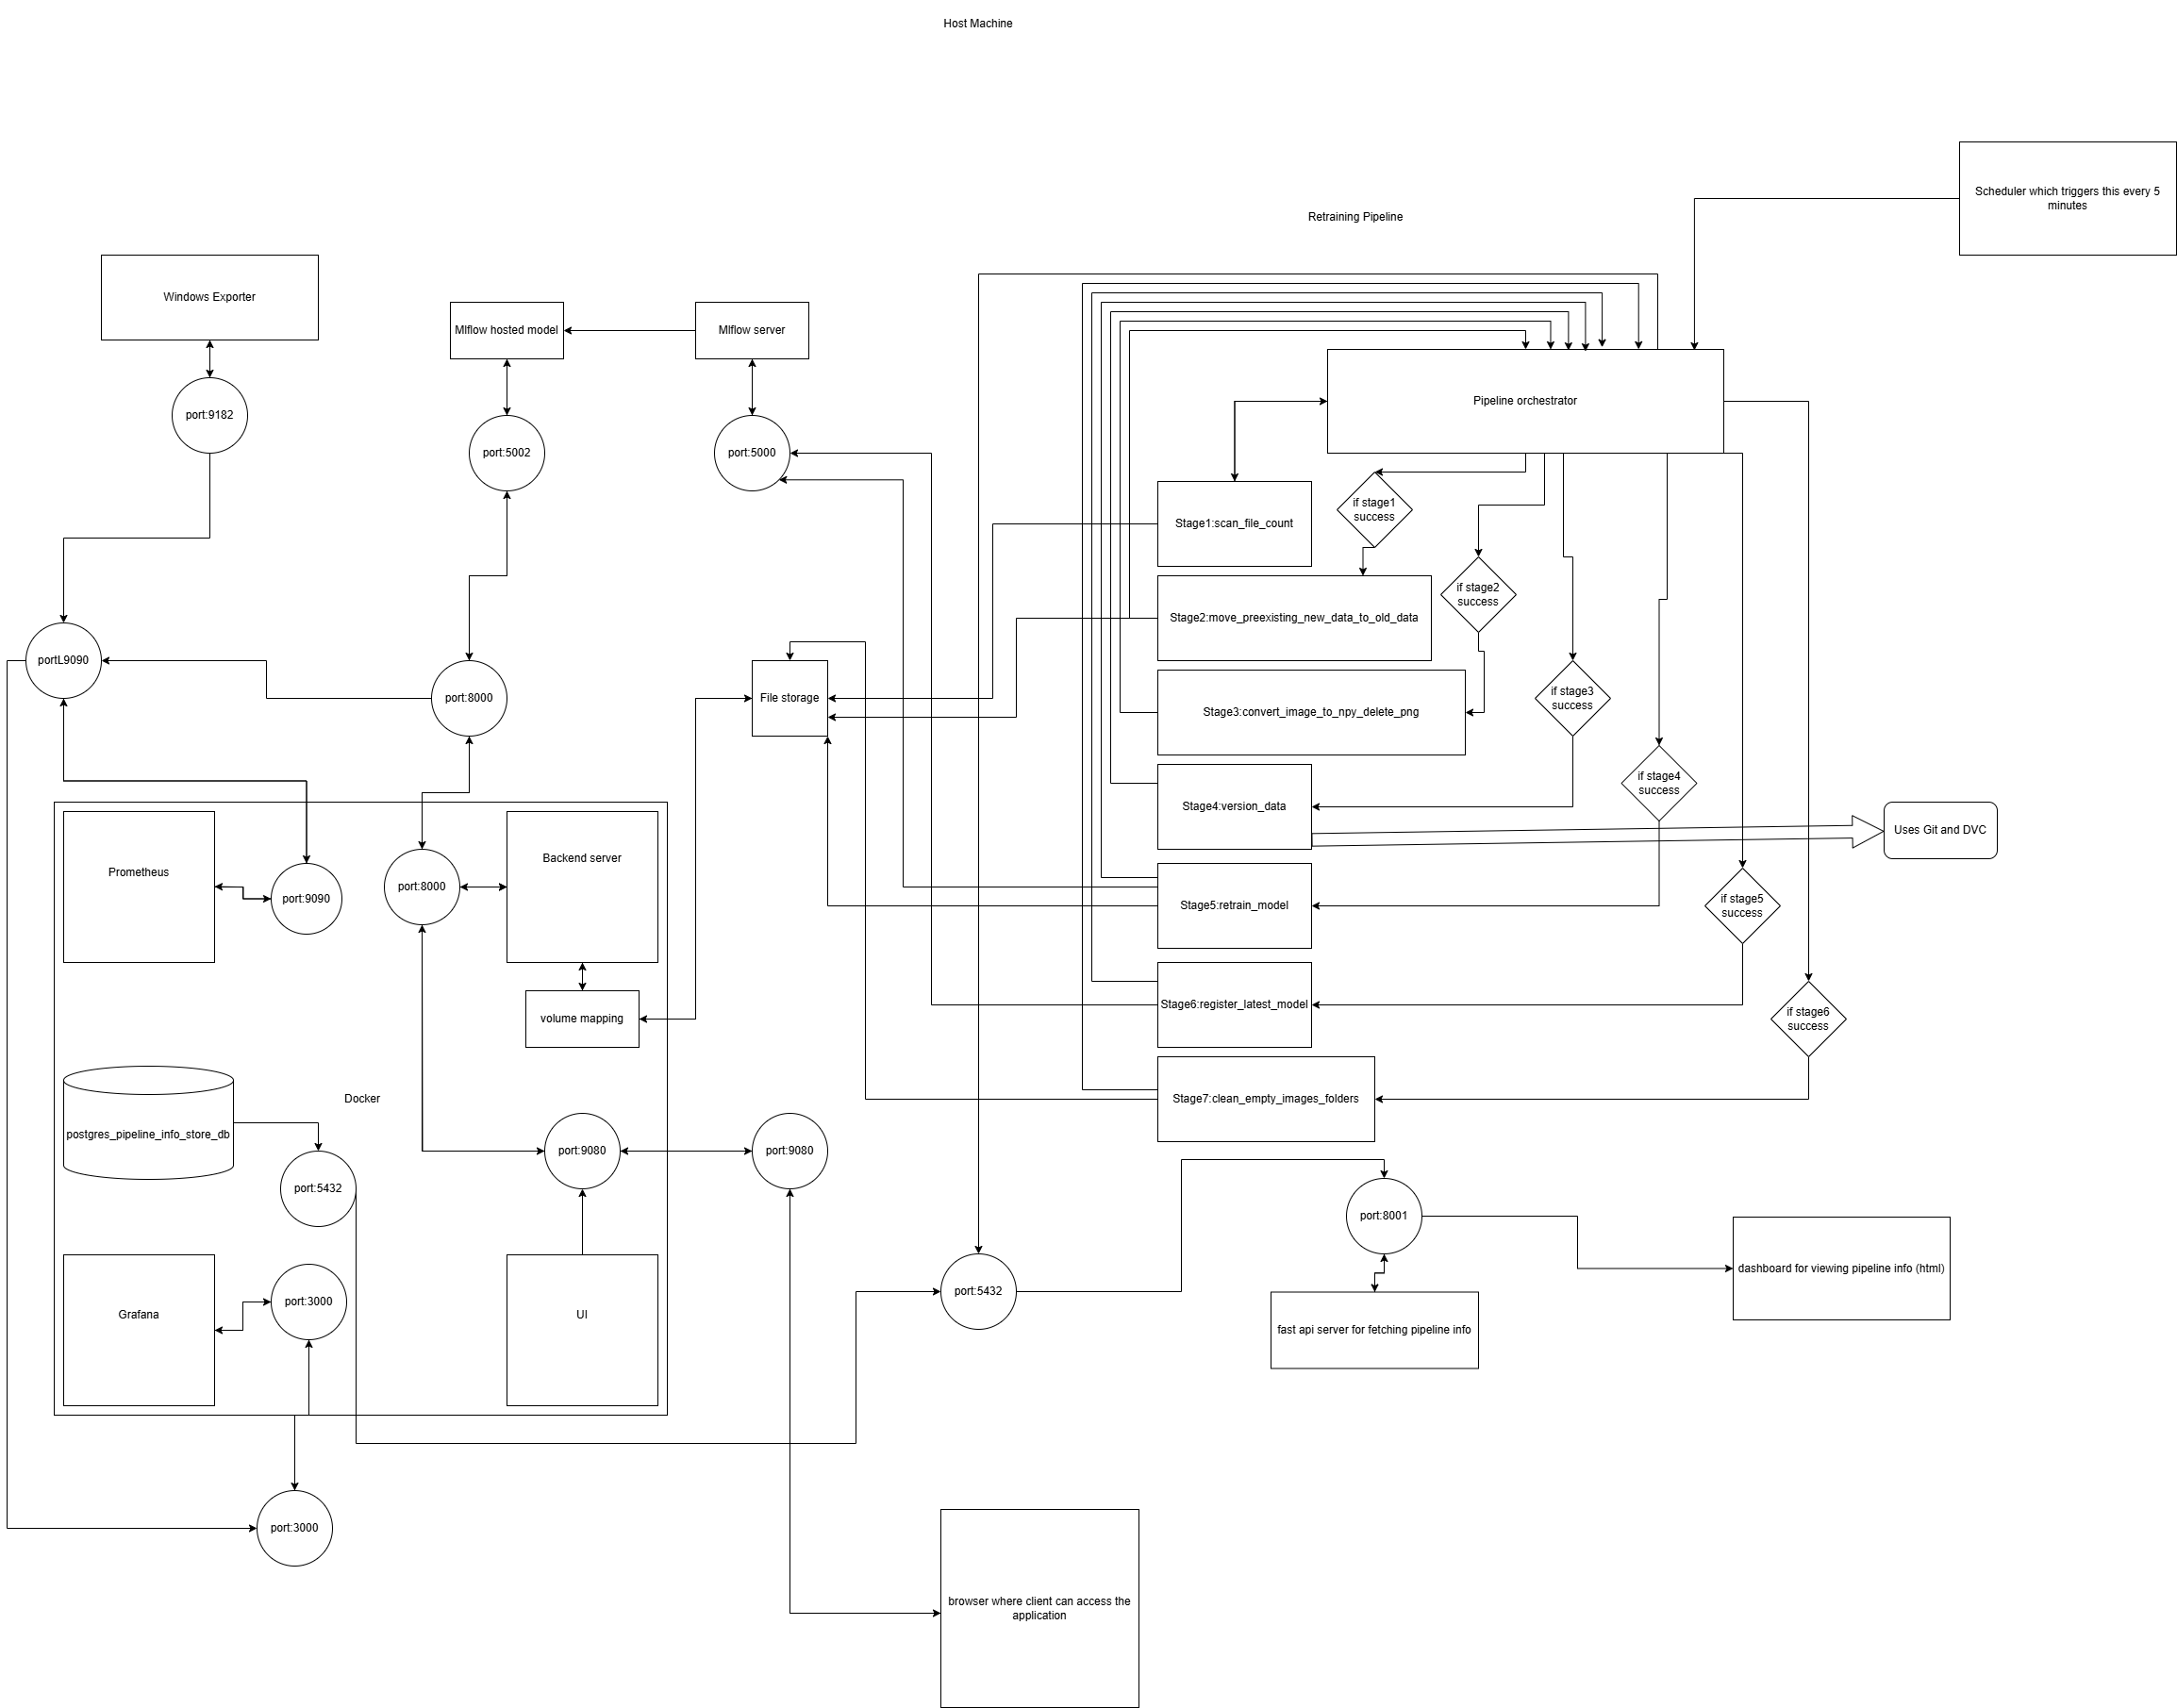 Host Machine
Scheduler which triggers this every 5
minutes
Retraining Pipeline
Windows Exporter
Mlflow hosted model
Mlflow server
Pipeline orchestrator
port:9182
port:5002
port:5000
if stage1
success
Stage1:scan_file_count
if stage2
success
Stage2:move_preexisting_new_data_to_old_data
portL9090
port:8000
File storage
Stage3:convert_image_to_npy_delete_png
if stage3
success
if stage4
success
Stage4:version_data
Uses Git and DVC
Prometheus
port:9090
port:8000
Backend server
Stage5:retrain_model
if stage5
success
volume mapping
Stage6:register_latest_model
if stage6
success
Docker
Stage7:clean_empty_images_folders
postgres_pipeline_info_store_db
port:9080
port:9080
port:5432
port:8001
dashboard for viewing pipeline info (html)
port:5432
Grafana
port:3000
UI
fast api server for fetching pipeline info
port:3000
browser where client can access the
application